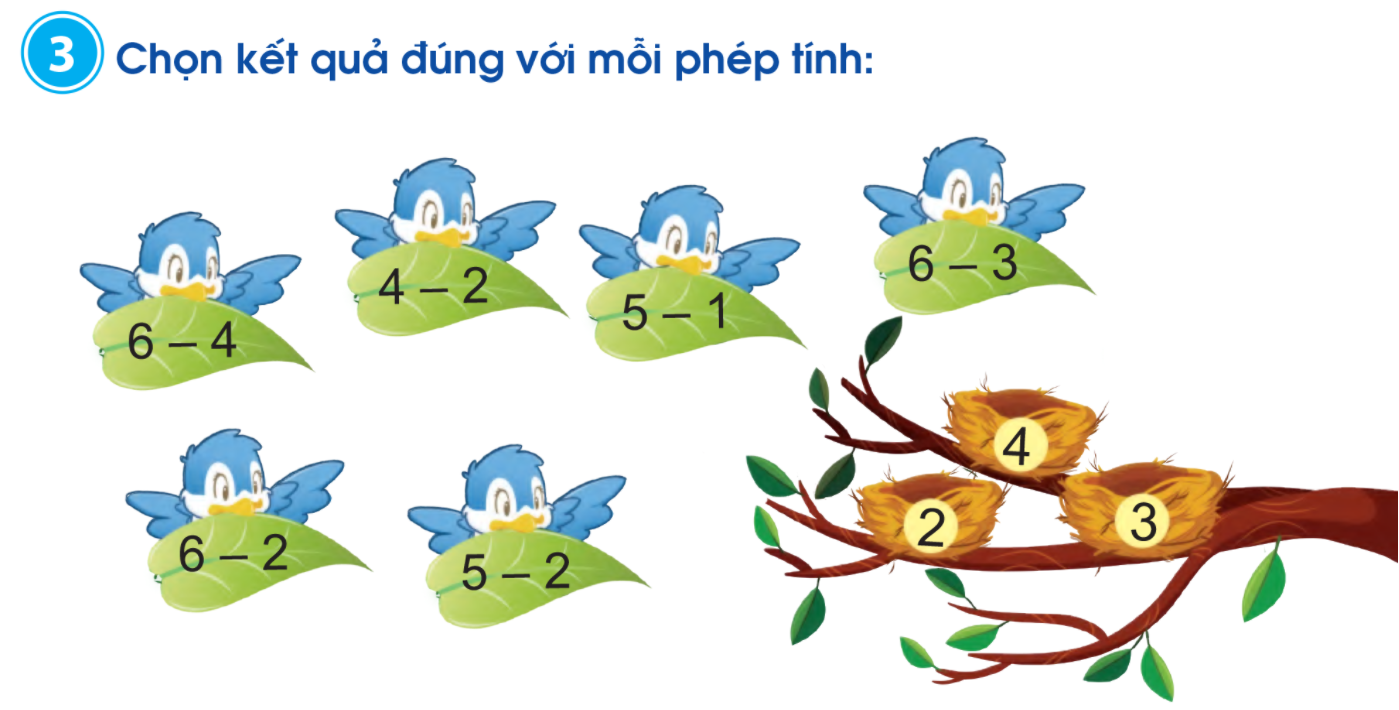 3 Chọn kết quả đúng với mỗi phép tính:
6 – 4
4 – 2
5 – 1
6 – 3
6 – 2
5 – 2
4
2
3